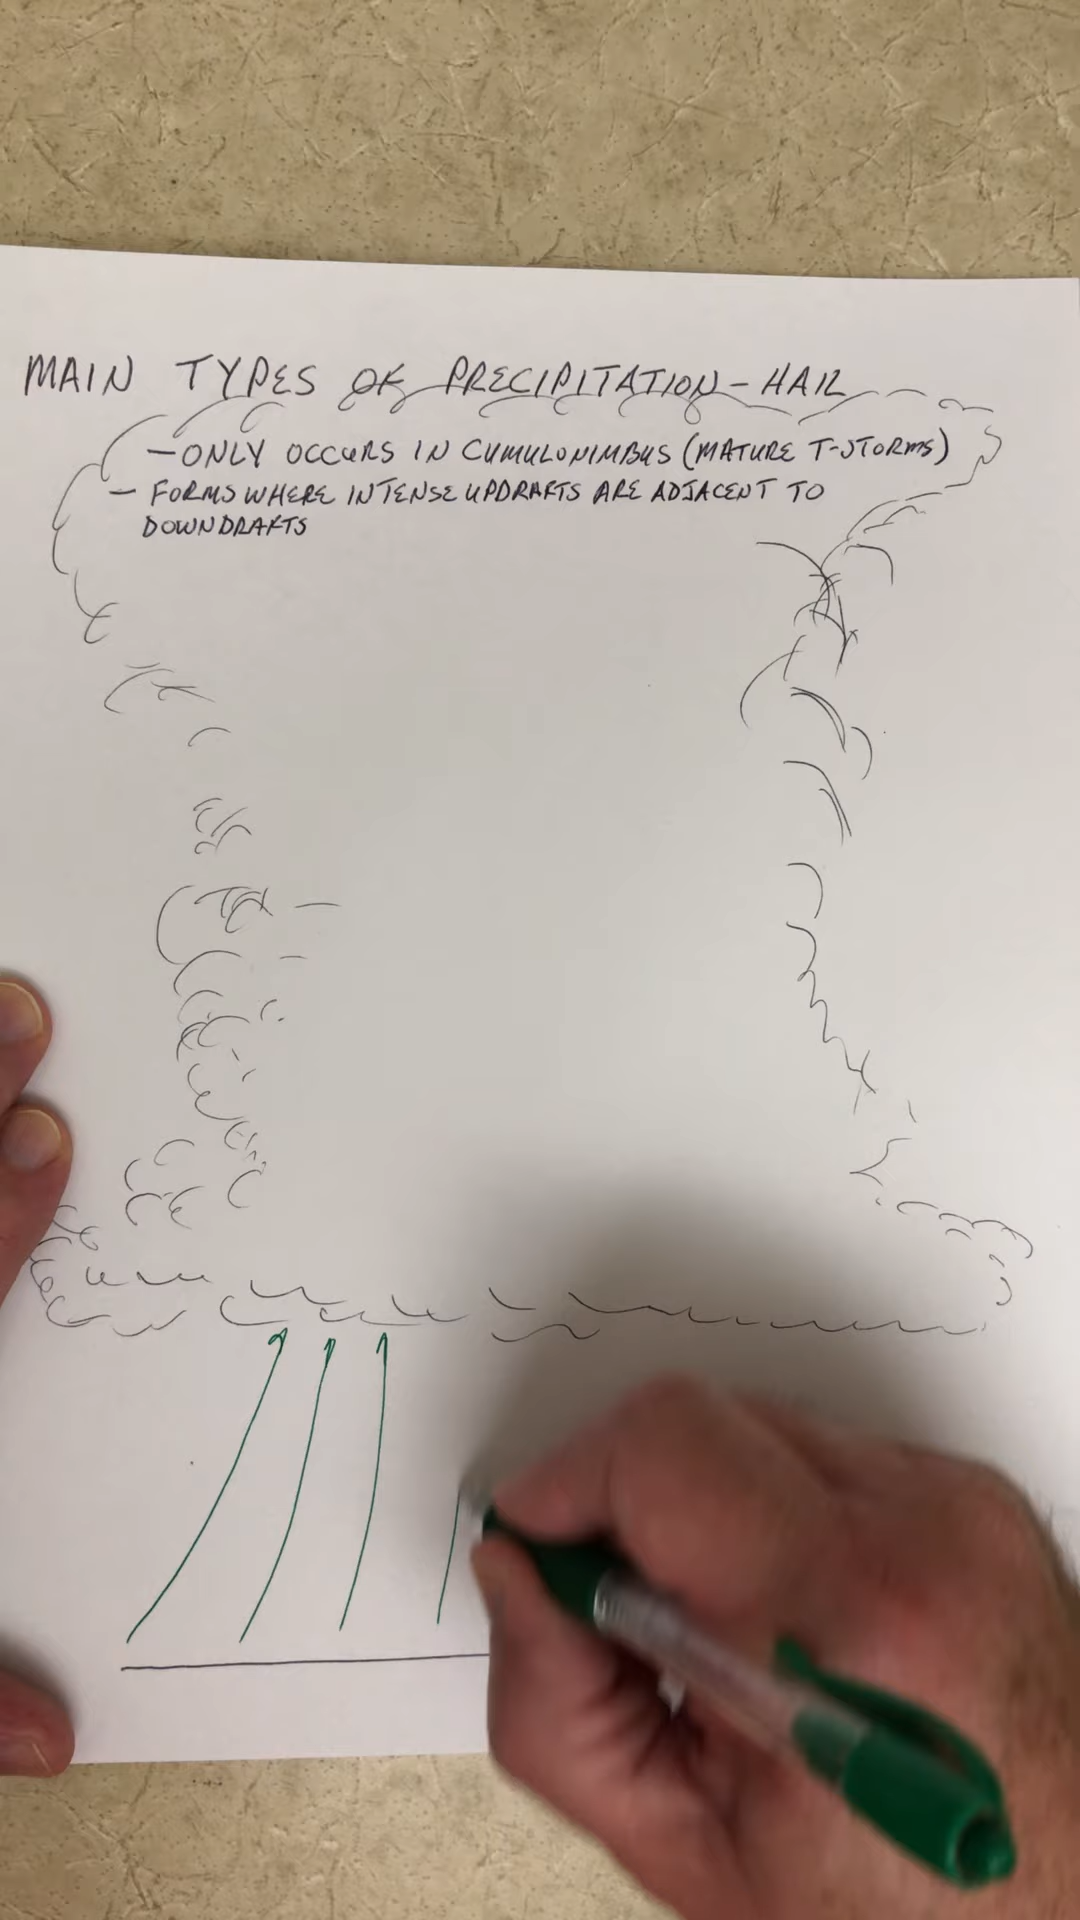 MAIN TYPES OF PRECIPITATION-HAIL
-ONLY OCCURS IN CUMULONIMBUS (MATURE T-STORMS)
- FORMS WHERE INTENSE UPDRAFTS ARE ADJACENT TO
DOWNDRAFTS